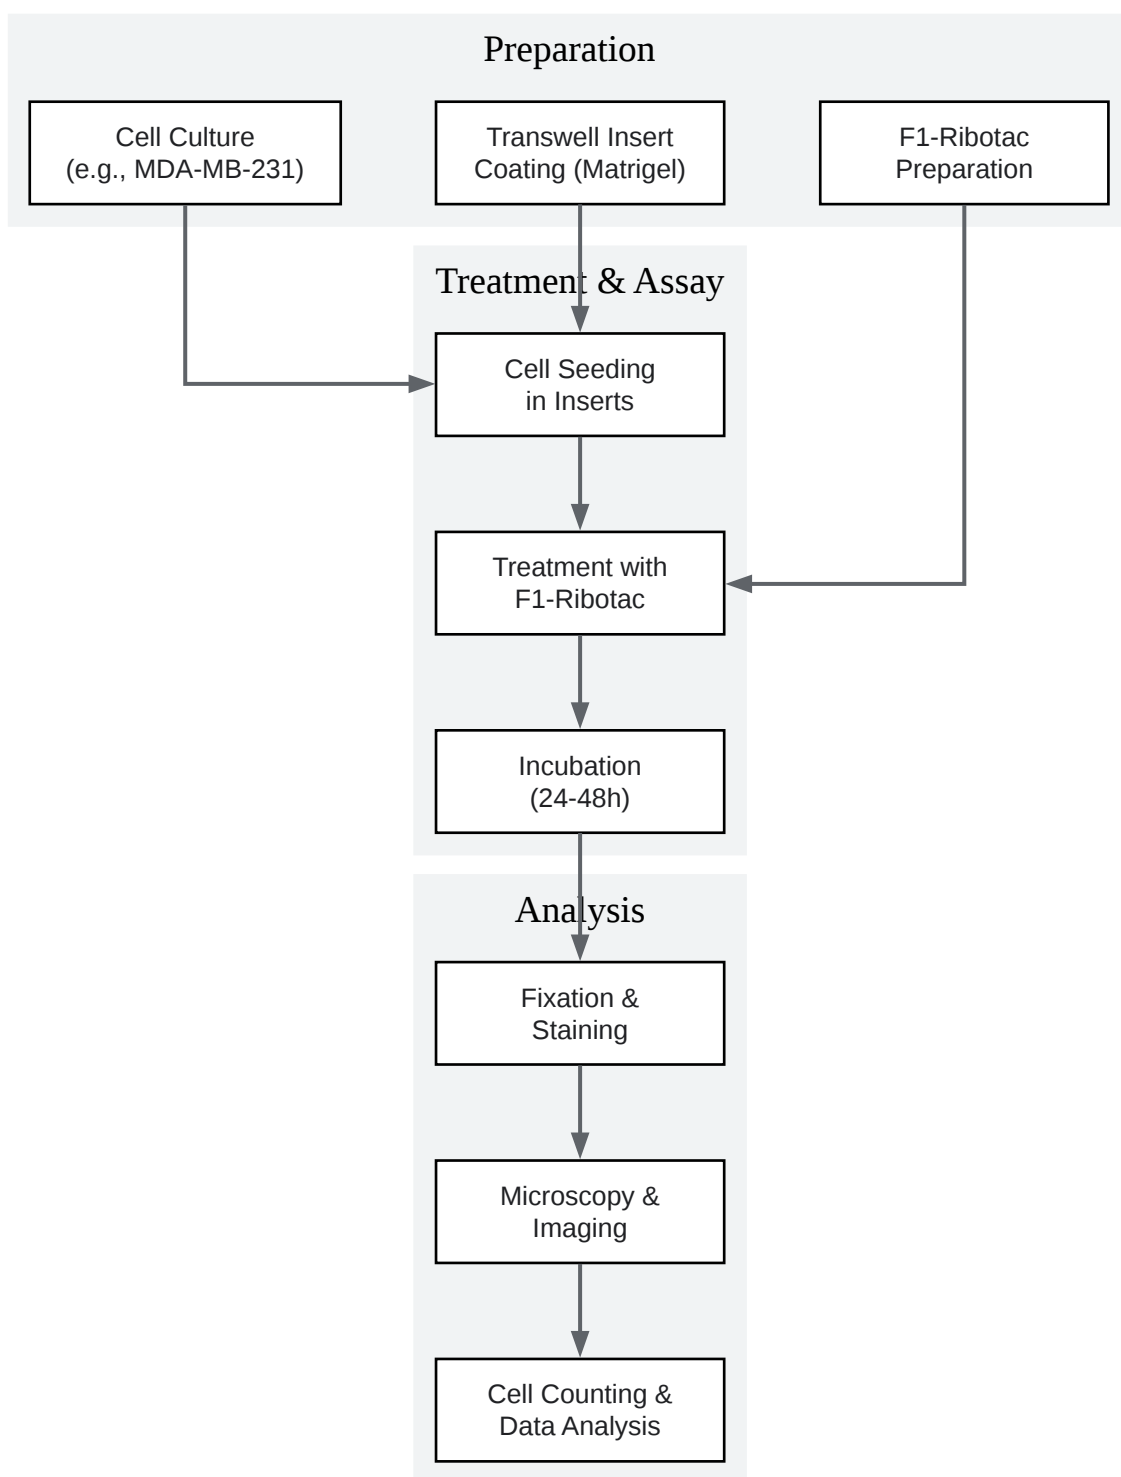 Preparation
Cell Culture
(e.g., MDA-MB-231)
Transwell Insert
Coating (Matrigel)
F1-Ribotac
Preparation
Treatment & Assay
Cell Seeding
in Inserts
Treatment with
F1-Ribotac
Incubation
(24-48h)
Analysis
Fixation &
Staining
Microscopy &
Imaging
Cell Counting &
Data Analysis